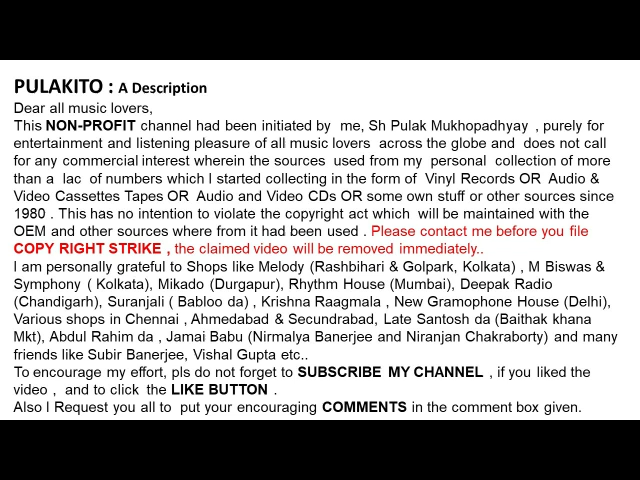 PULAKITO : A Description
Dear all music lovers,
This NON-PROFIT channel had been initiated by me, Sh Pulak Mukhopadhyay , purely for
entertainment and listening pleasure of all music lovers across the globe and does not call
for any commercial interest wherein the sources used from my personal collection of more
than a lac of numbers which I started collecting in the form of Vinyl Records OR Audio &
Video Cassettes Tapes OR Audio and Video CDs OR some own stuff or other sources since
1980 . This has no intention to violate the copyright act which will be maintained with the
OEM and other sources where from it had been used . Please contact me before you file
COPY RIGHT STRIKE , the claimed video will be removed immediately..
I am personally grateful to Shops like Melody (Rashbihari & Golpark, Kolkata) , M Biswas &
Symphony ( Kolkata), Mikado (Durgapur), Rhythm House (Mumbai), Deepak Radio
(Chandigarh), Suranjali ( Babloo da) , Krishna Raagmala , New Gramophone House (Delhi),
Various shops in Chennai , Ahmedabad & Secundrabad, Late Santosh da (Baithak khana
Mkt), Abdul Rahim da , Jamai Babu (Nirmalya Banerjee and Niranjan Chakraborty) and many
friends like Subir Banerjee, Vishal Gupta etc..
To encourage my effort, pls do not forget to SUBSCRIBE MY CHANNEL , if you liked the
video , and to click the LIKE BUTTON .
Also I Request you all to put your encouraging COMMENTS in the comment box given.